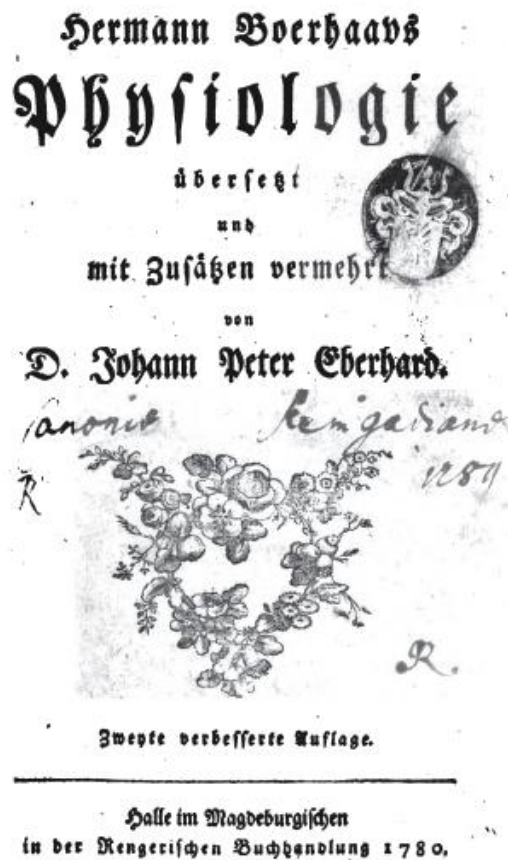 Hermann Boerhaavs
Phyſiologie
überſetzt
und
mit Zuſätzen vermehrt
von
D. Johann Peter Eberhard.
R
R.
Zweyte verbeſſerte Auflage.
Halle im Magdeburgiſchen
in der Rengeriſchen Buchhandlung 1780.